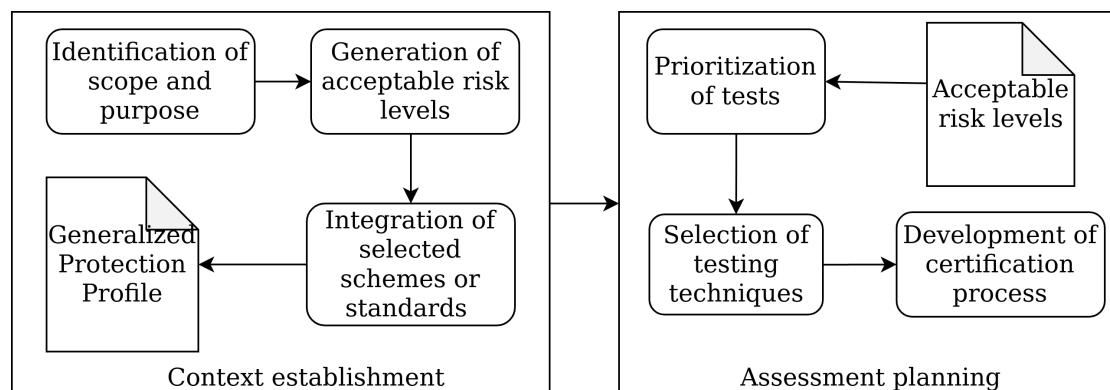 Identification of
scope and
purpose
Generation of
acceptable risk
levels
Generalized
Protection
Profile
Integration of
selected
schemes or
standards
Context establishment
Prioritization
of tests
Acceptable
risk levels
Selection of
testing
techniques
Development of
certification
process
Assessment planning